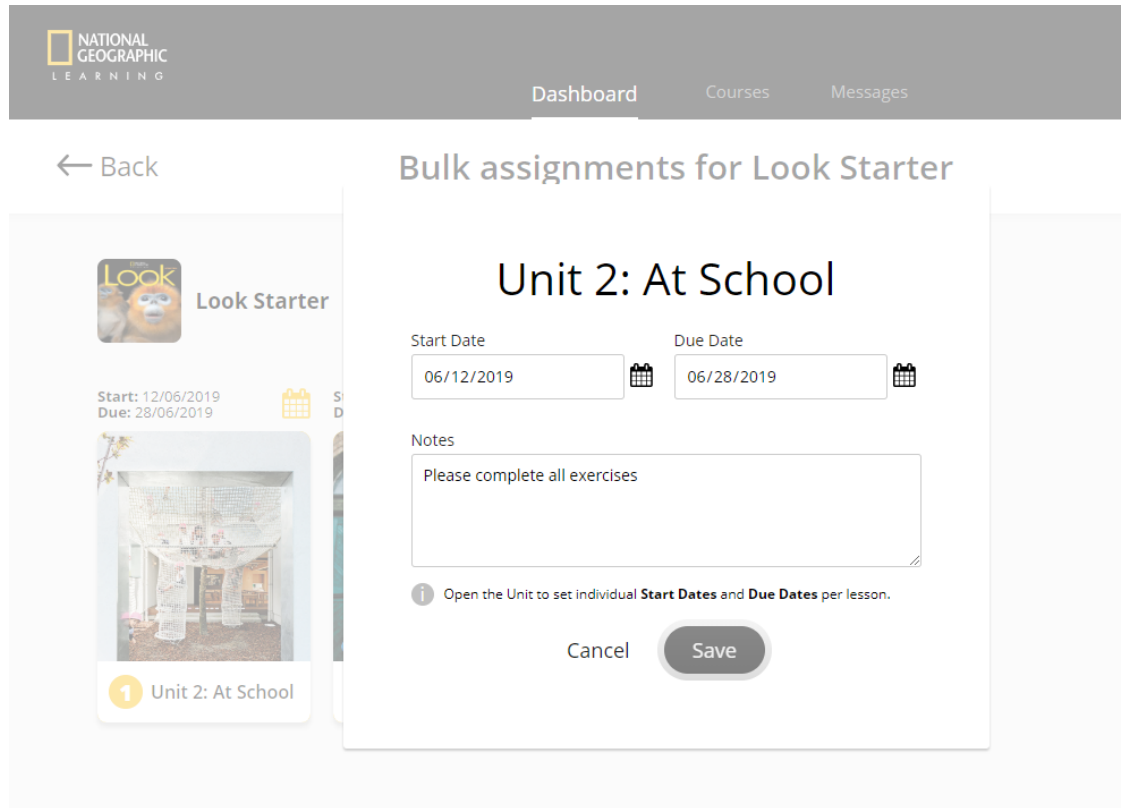 NATIONAL
GEOGRAPHIC
LEARNING
Dashboard Courses Messages
← Back
Bulk assignments for Look Starter
Look
Look Starter
Start: 12/06/2019
Due: 28/06/2019
S
D
1 Unit 2: At School
Unit 2: At School
Start Date Due Date
06/12/2019 06/28/2019
Notes
Please complete all exercises
i Open the Unit to set individual Start Dates and Due Dates per lesson.
Cancel Save